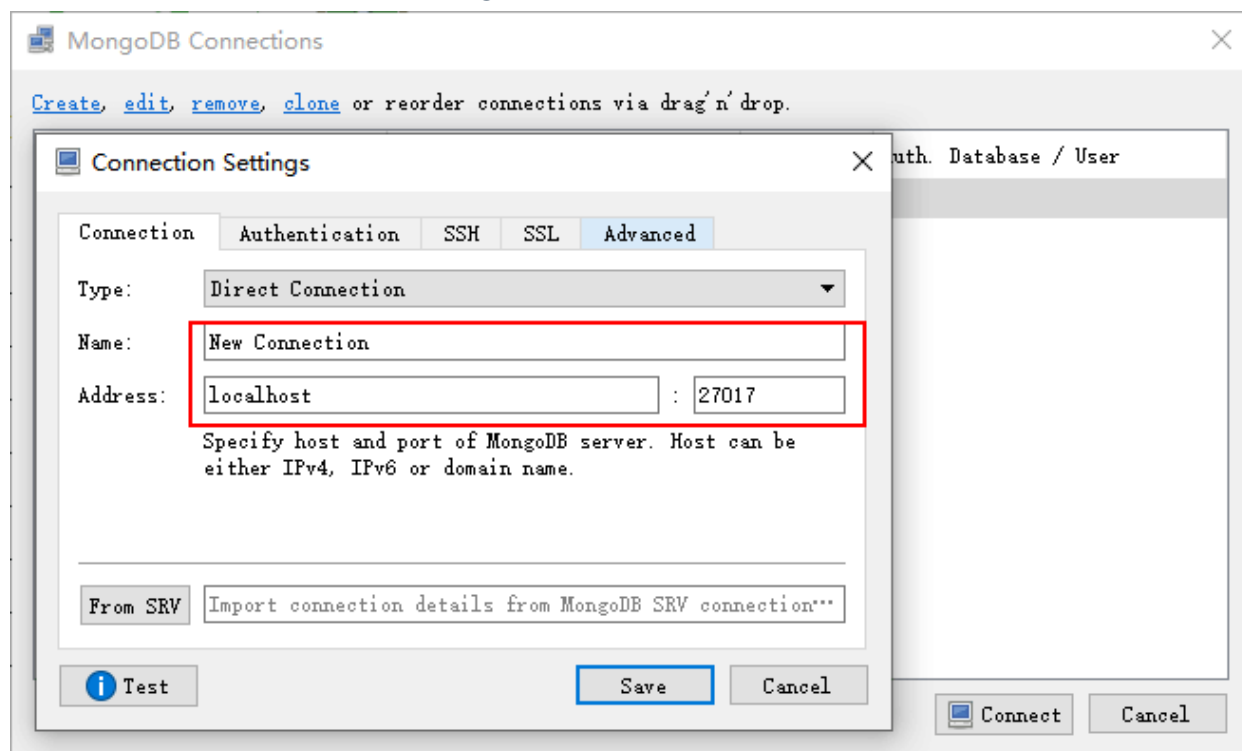 MongoDB Connections
Create, edit, remove, clone or reorder connections via drag'n'drop.
uth. Database / User
Connection Settings
Connection Authentication SSH SSL Advanced
Type: Direct Connection
Name: New Connection
Address: localhost : 27017
Specify host and port of MongoDB server. Host can be
either IPv4, IPv6 or domain name.
From SRV Import connection details from MongoDB SRV connection···
Test Save Cancel
Connect Cancel